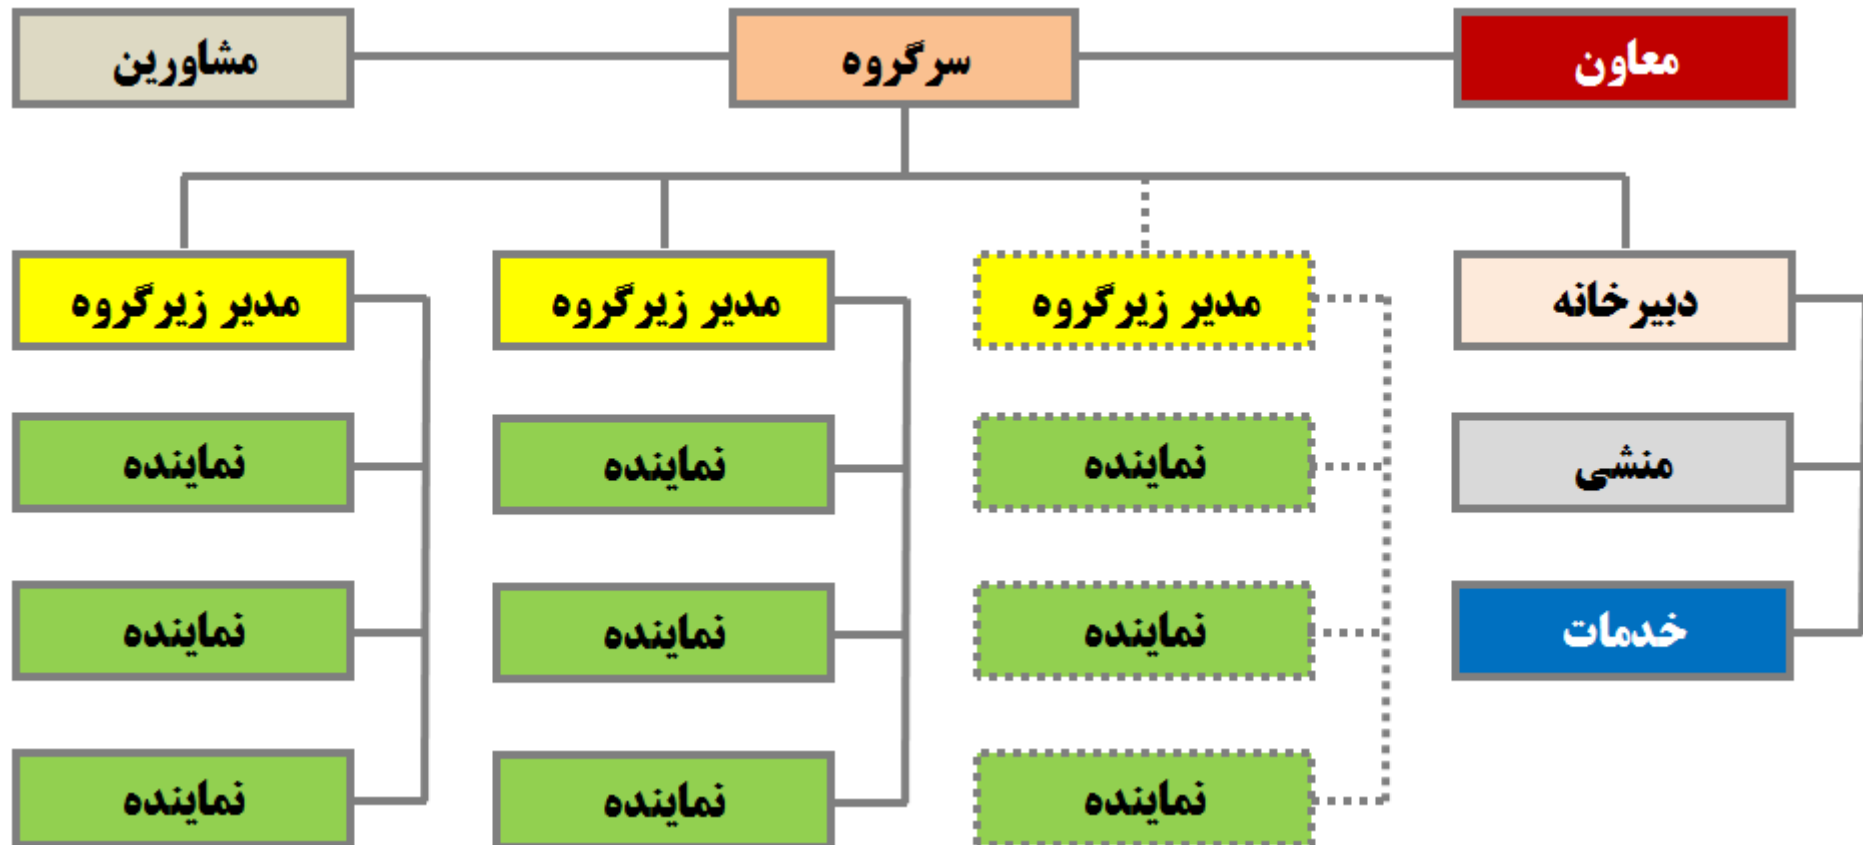 معاون
سرگروه
مشاورین
دبیرخانه
مدیر زیرگروه
مدیر زیرگروه
مدیر زیرگروه
منشی
نماینده
نماینده
نماینده
خدمات
نماینده
نماینده
نماینده
نماینده
نماینده
نماینده